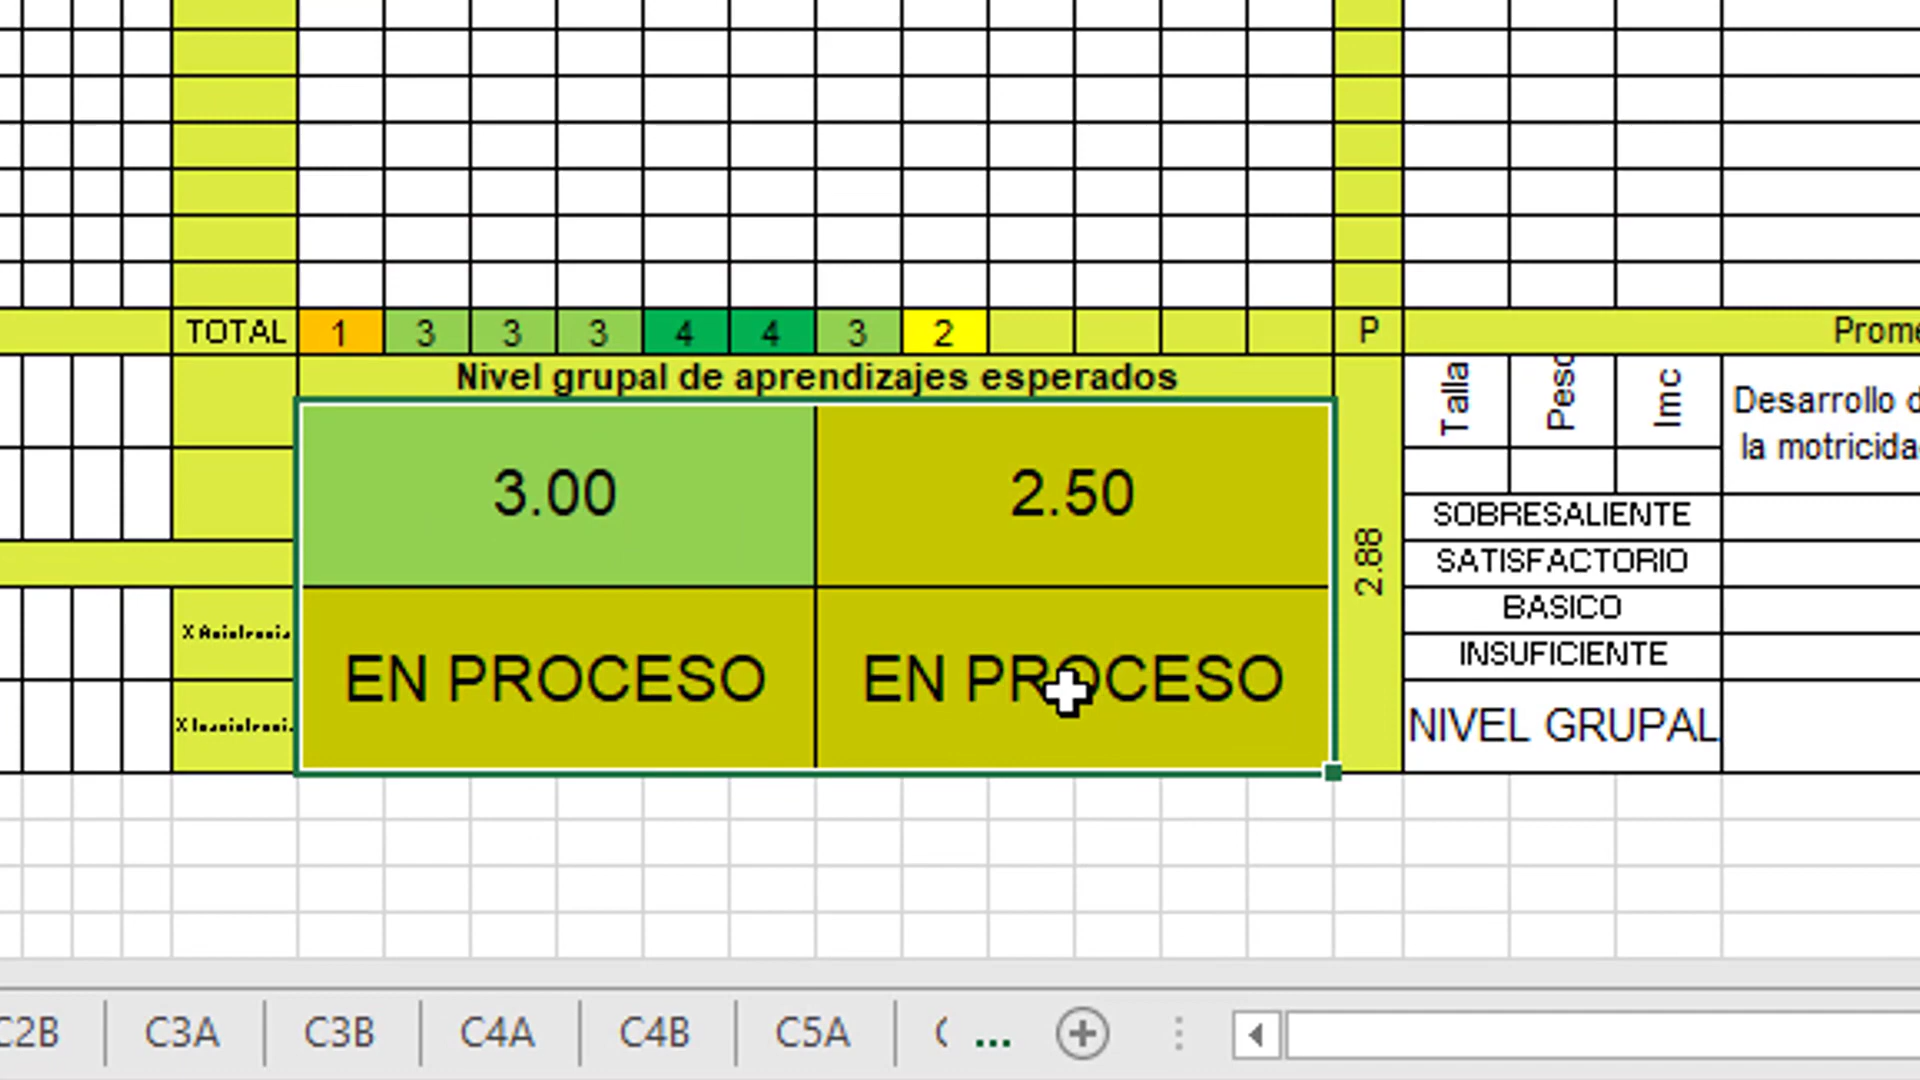 TOTAL 1 3 3 3 4 4 3 2 P
Nivel grupal de aprendizajes esperados
3.00 2.50
EN PROCESO EN PROCESO
2.88
Talla Peso Imc
Desarrollo
la
SOBRESALIENTE
SATISFACTORIO
BASICO
INSUFICIENTE
NIVEL GRUPAL
X Asistencia
X Inasistencia
C2B C3A C3B C4A C4B C5A ...